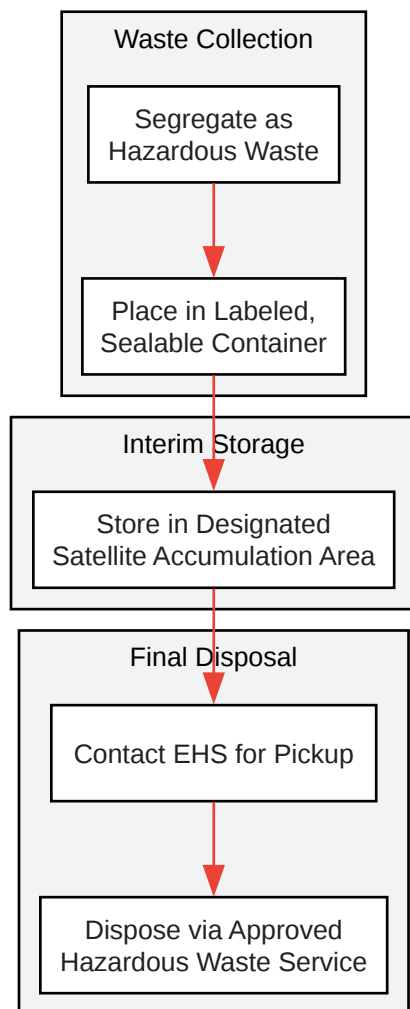 Waste Collection
Segregate as
Hazardous Waste
Place in Labeled,
Sealable Container
Interim Storage
Store in Designated
Satellite Accumulation Area
Final Disposal
Contact EHS for Pickup
Dispose via Approved
Hazardous Waste Service